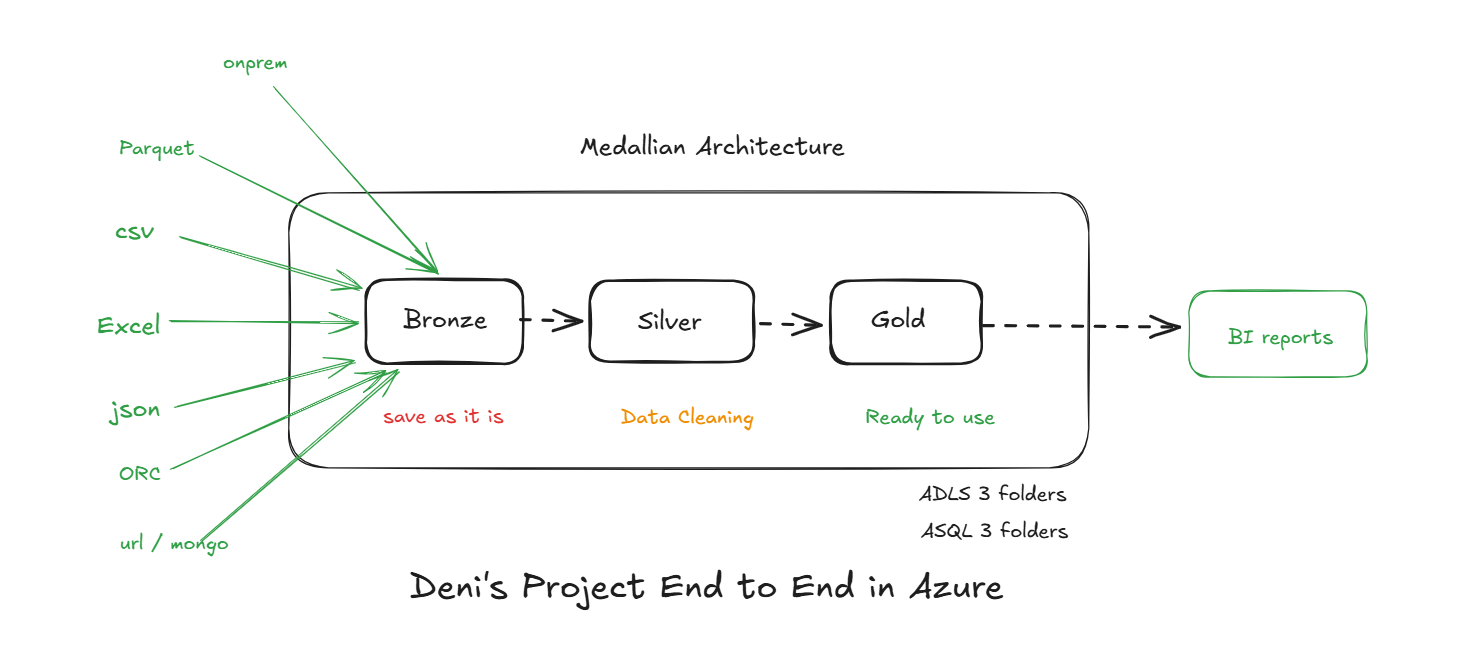 onprem
Parquet
Medallian Architecture
csv
Excel
Bronze
Silver
Gold
BI reports
json
save as it is
Data Cleaning
Ready to use
ORC
ADLS 3 folders
ASQL 3 folders
url / mongo
Deni's Project End to End in Azure